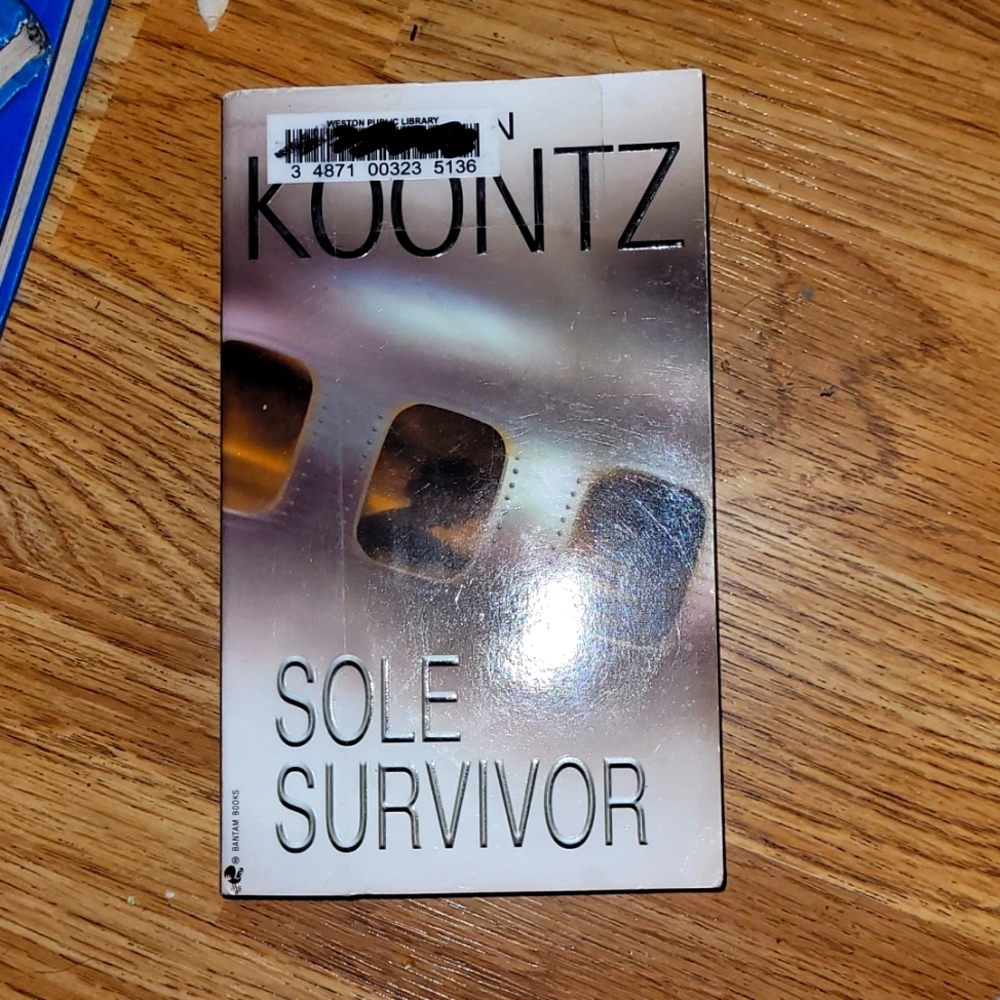 WESTON PUBLIC LIBRARY
3 4871 00323 5136
N
KOONTZ
SOLE
SURVIVOR
BANTAM BOOKS